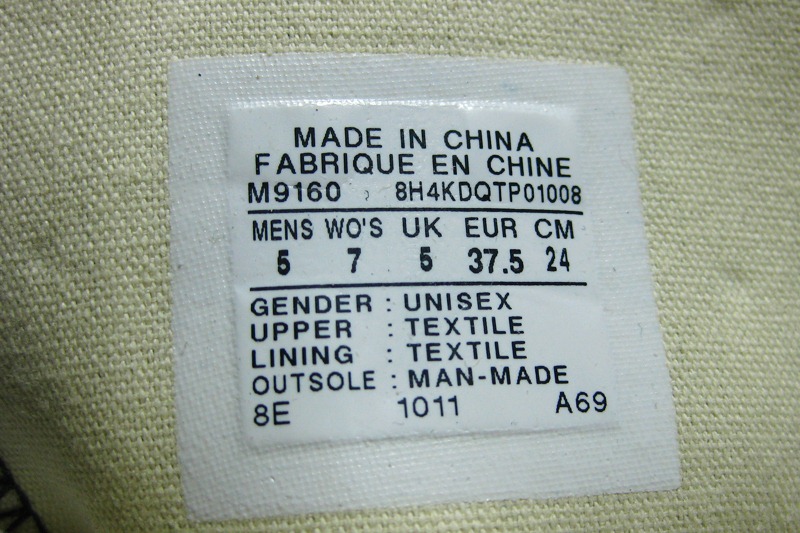 MADE IN CHINA
FABRIQUE EN CHINE
M9160 8H4KDQTP01008
MENS WO'S UK EUR CM
5 7 5 37.5 24
GENDER : UNISEX
UPPER : TEXTILE
LINING : TEXTILE
OUTSOLE : MAN-MADE
8E 1011 A69